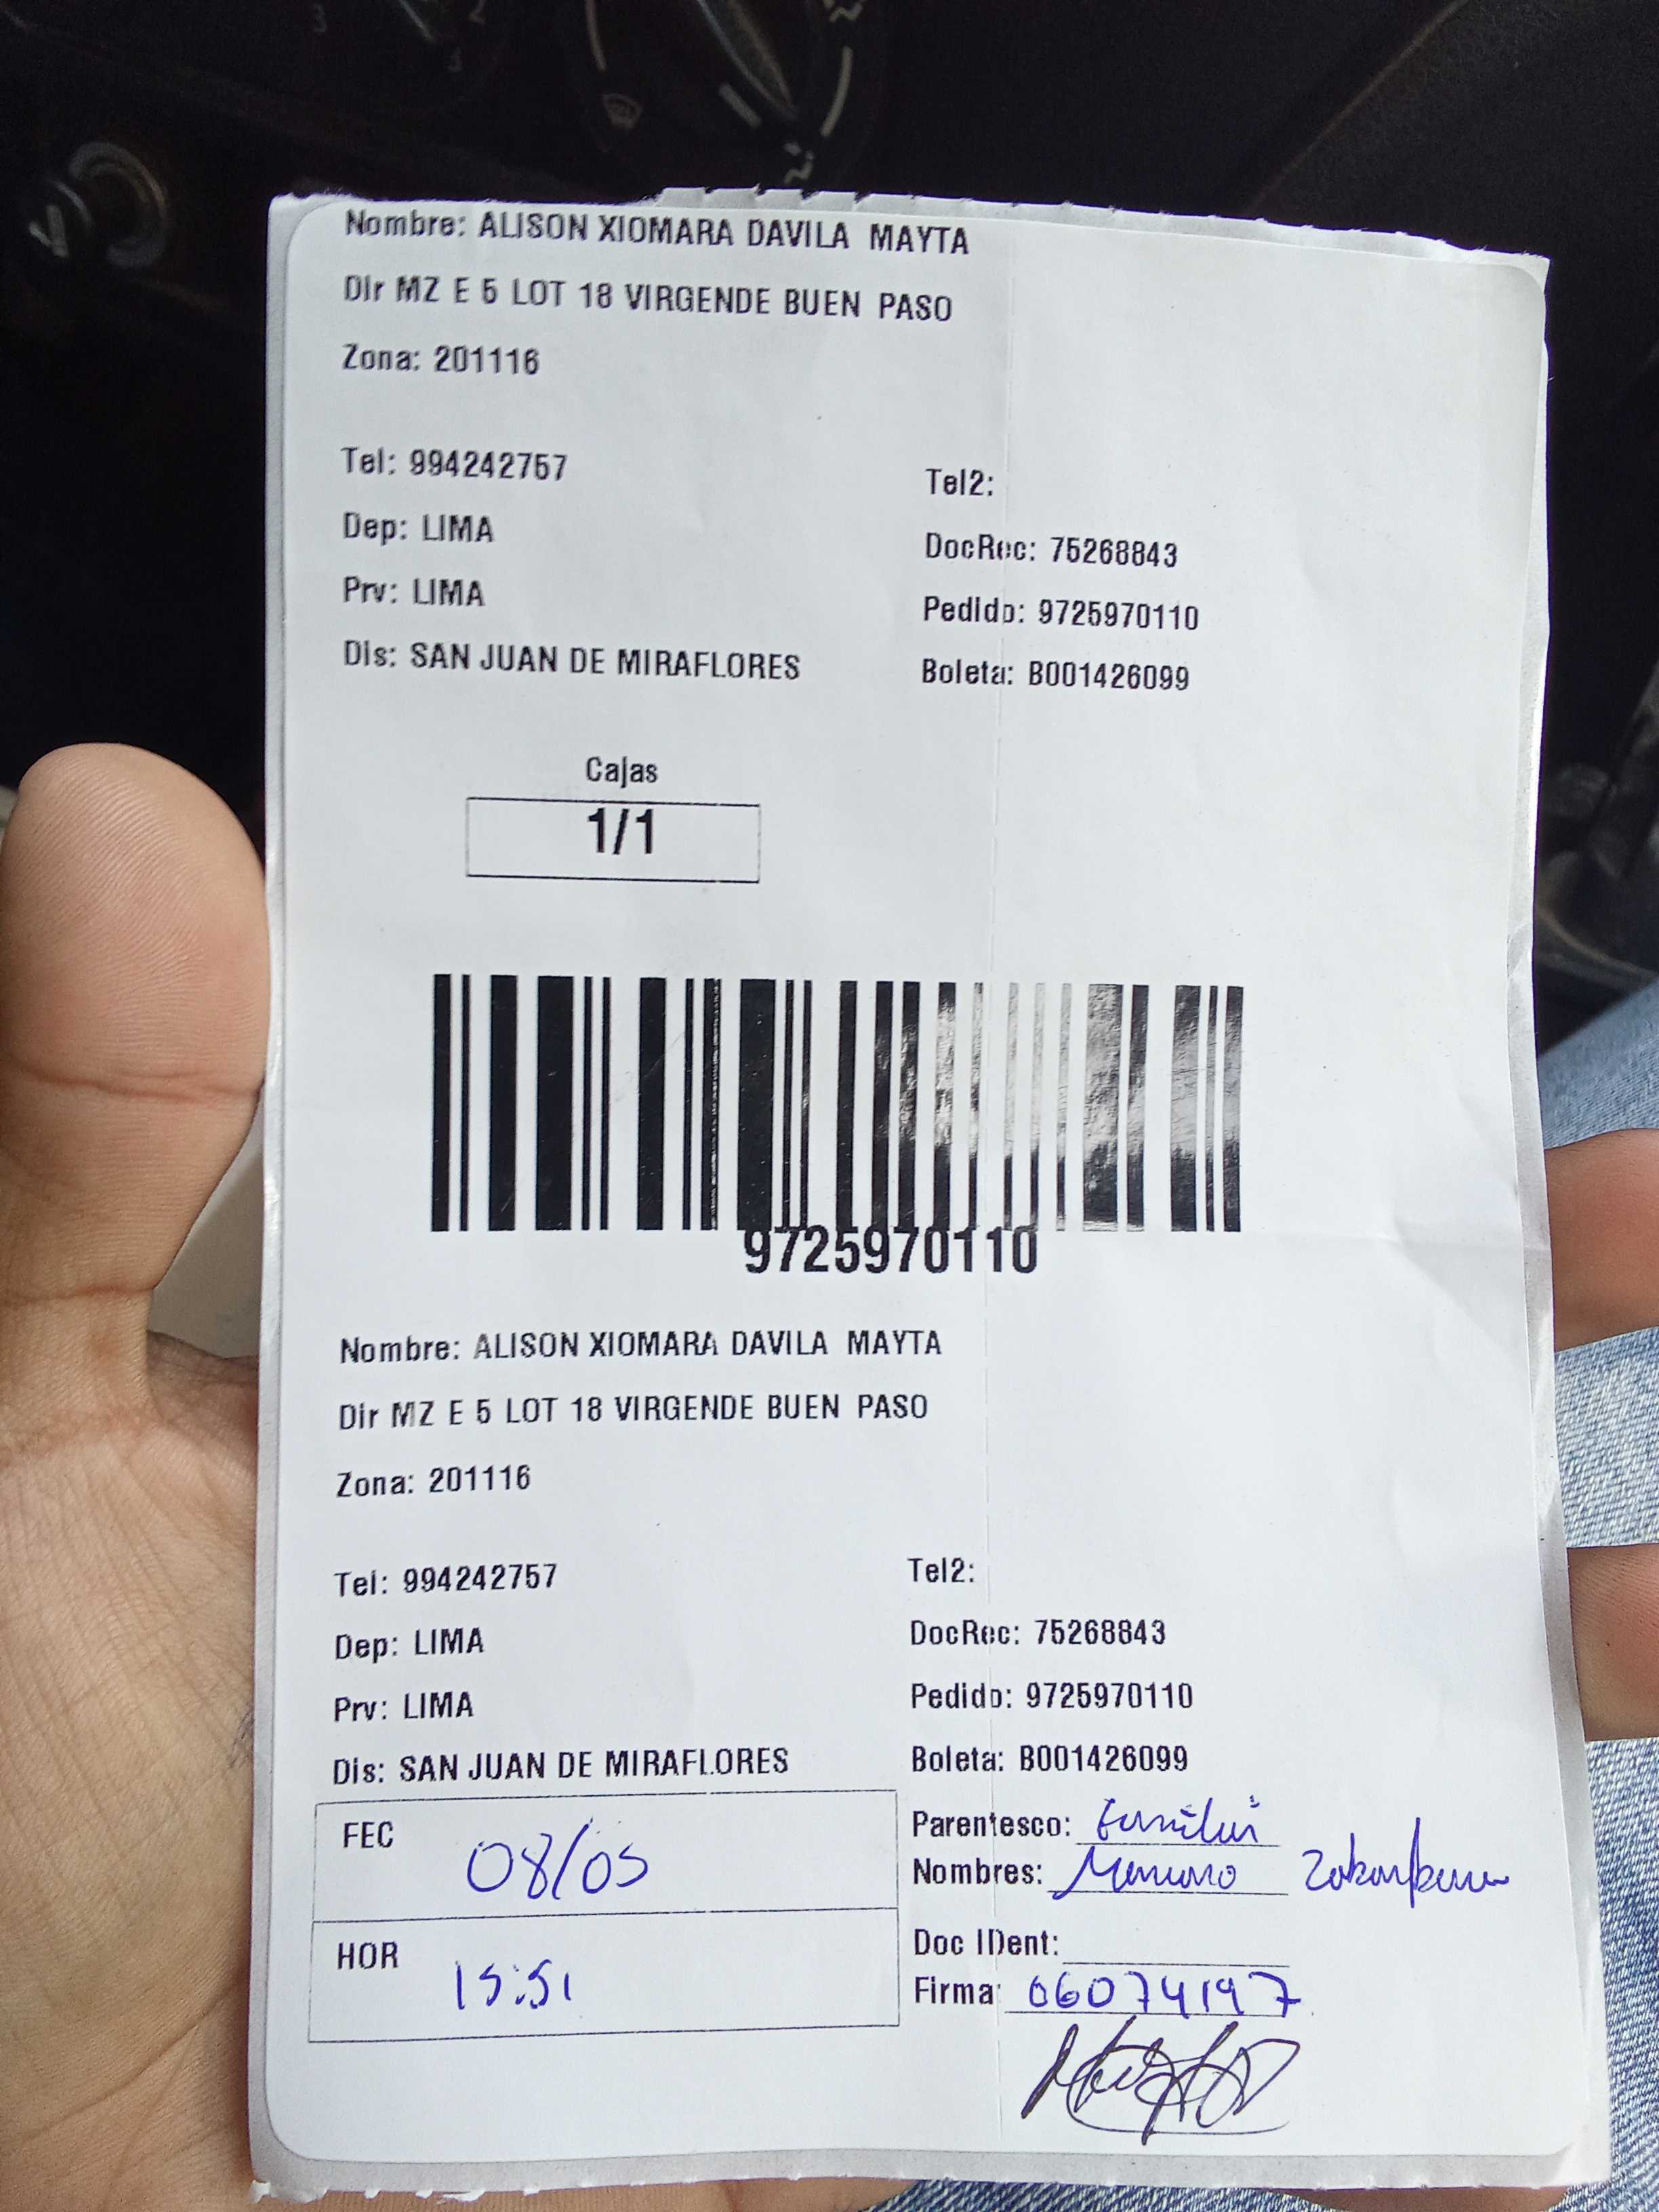 Nombre: ALISON XIOMARA DAVILA MAYTA
Dir MZ E 5 LOT 18 VIRGENDE BUEN PASO
Zona: 201116
Tel: 994242757 Tel2:
Dep: LIMA DocRec: 75268843
Prv: LIMA Pedido: 9725970110
Dis: SAN JUAN DE MIRAFLORES Boleta: B001426099
Cajas
1/1
9725970110
Nombre: ALISON XIOMARA DAVILA MAYTA
Dir MZ E 5 LOT 18 VIRGENDE BUEN PASO
Zona: 201116
Tel: 994242757 Tel2:
Dep: LIMA DocRec: 75268843
Prv: LIMA Pedido: 9725970110
Dis: SAN JUAN DE MIRAFLORES Boleta: B001426099
FEC 08/05 Parentesco:
Nombres:
HOR 15:51 Doc IDent:
Firma: 06074197